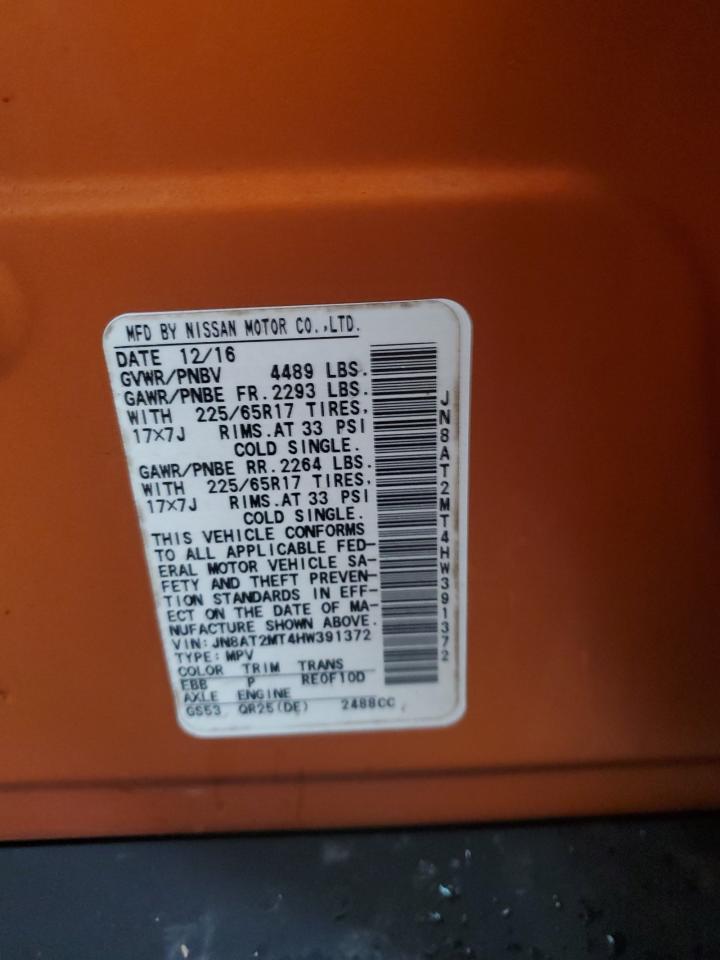 MFD BY NISSAN MOTOR CO.,LTD.
DATE 12/16
GVWR/PNBV 4489 LBS.
GAWR/PNBE FR.2293 LBS.
WITH 225/65R17 TIRES,
17×7J RIMS.AT 33 PSI
COLD SINGLE.
GAWR/PNBE RR.2264 LBS.
WITH 225/65R17 TIRES,
17×7J RIMS.AT 33 PSI
COLD SINGLE.
THIS VEHICLE CONFORMS
TO ALL APPLICABLE FED-
ERAL MOTOR VEHICLE SA-
FETY AND THEFT PREVEN-
TION STANDARDS IN EFF-
ECT ON THE DATE OF MA-
NUFACTURE SHOWN ABOVE.
VIN:JN8AT2MT4HW391372
TYPE:MPV
COLOR TRIM TRANS
EBB P RE0F10D
AXLE ENGINE
GS53 QR25(DE) 2488CC
JN8AT2MT4HW391372